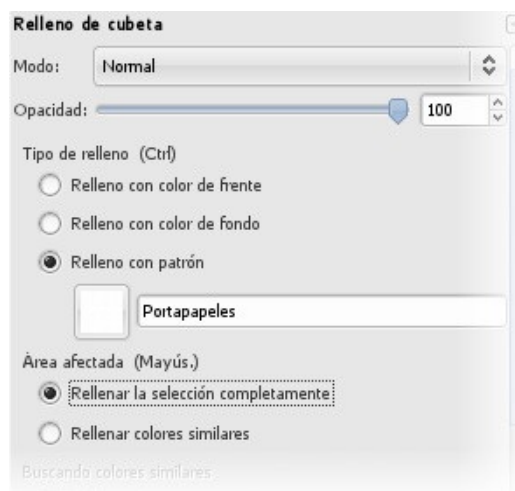 Relleno de cubeta
Modo: Normal
Opacidad: 100
Tipo de relleno (Ctrl)
Relleno con color de frente
Relleno con color de fondo
Relleno con patrón
Portapapeles
Área afectada (Mayús.)
Rellenar la selección completamente
Rellenar colores similares
Buscando colores similares